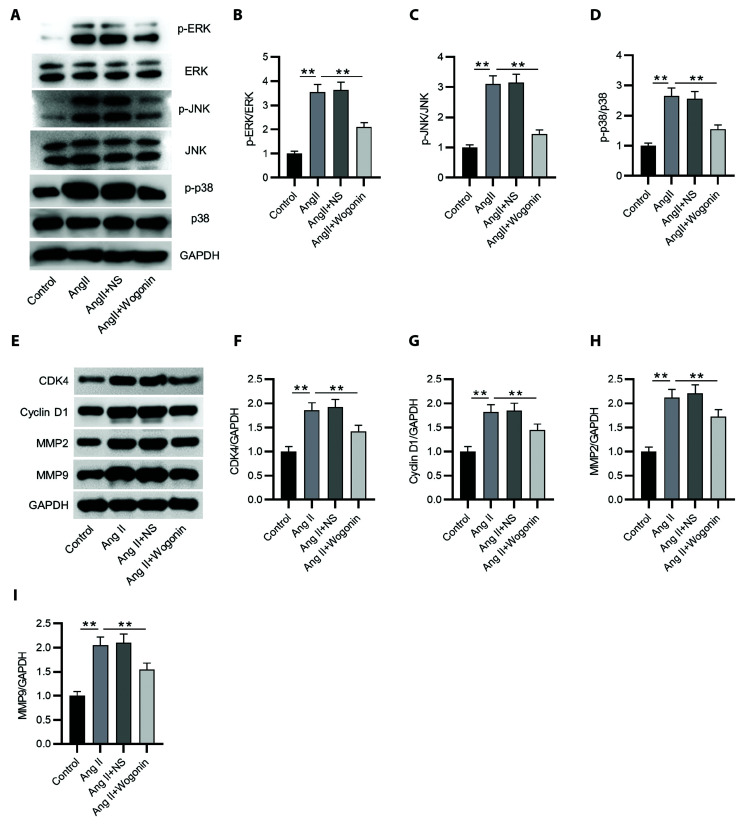 A
p-ERK
ERK
p-JNK
JNK
p-p38
p38
GAPDH
Control
AngII
AngII+NS
AngII+Wogonin
B
p-ERK/ERK
5
4
3
2
1
0
** **
Control
AngII
AngII+NS
AngII+Wogonin
C
p-JNK/JNK
4
3
2
1
0
** **
Control
AngII
AngII+NS
AngII+Wogonin
D
p-p38/p38
4
3
2
1
0
** **
Control
AngII
AngII+NS
AngII+Wogonin
E
CDK4
Cyclin D1
MMP2
MMP9
GAPDH
Control
Ang II
Ang II+NS
Ang II+Wogonin
F
CDK4/GAPDH
2.5
2.0
1.5
1.0
0.5
0.0
** **
Control
Ang II
Ang II+NS
Ang II+Wogonin
G
Cyclin D1/GAPDH
2.5
2.0
1.5
1.0
0.5
0.0
** **
Control
Ang II
Ang II+NS
Ang II+Wogonin
H
MMP2/GAPDH
2.5
2.0
1.5
1.0
0.5
0.0
** **
Control
Ang II
Ang II+NS
Ang II+Wogonin
I
MMP9/GAPDH
2.5
2.0
1.5
1.0
0.5
0.0
** **
Control
Ang II
Ang II+NS
Ang II+Wogonin